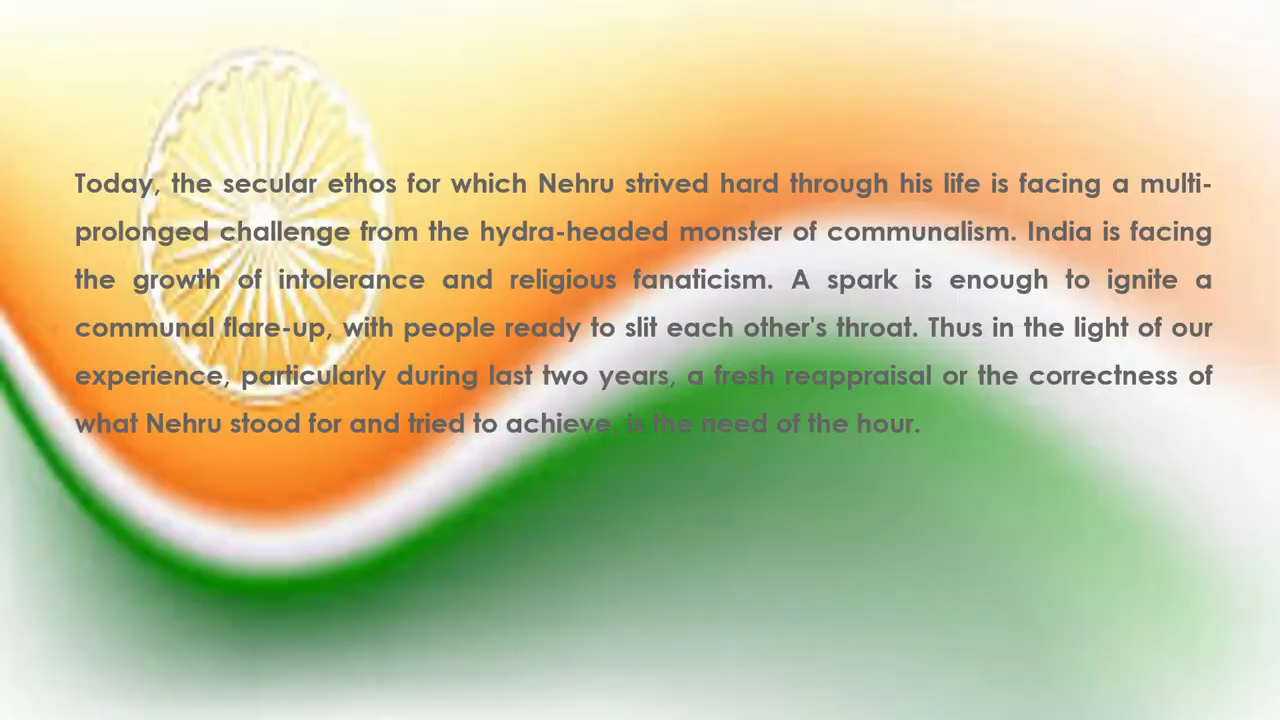 Today, the secular ethos for which Nehru strived hard through his life is facing a multi-
prolonged challenge from the hydra-headed monster of communalism. India is facing
the growth of intolerance and religious fanaticism. A spark is enough to ignite a
communal flare-up, with people ready to slit each other's throat. Thus in the light of our
experience, particularly during last two years, a fresh reappraisal or the correctness of
what Nehru stood for and tried to achieve, is the need of the hour.